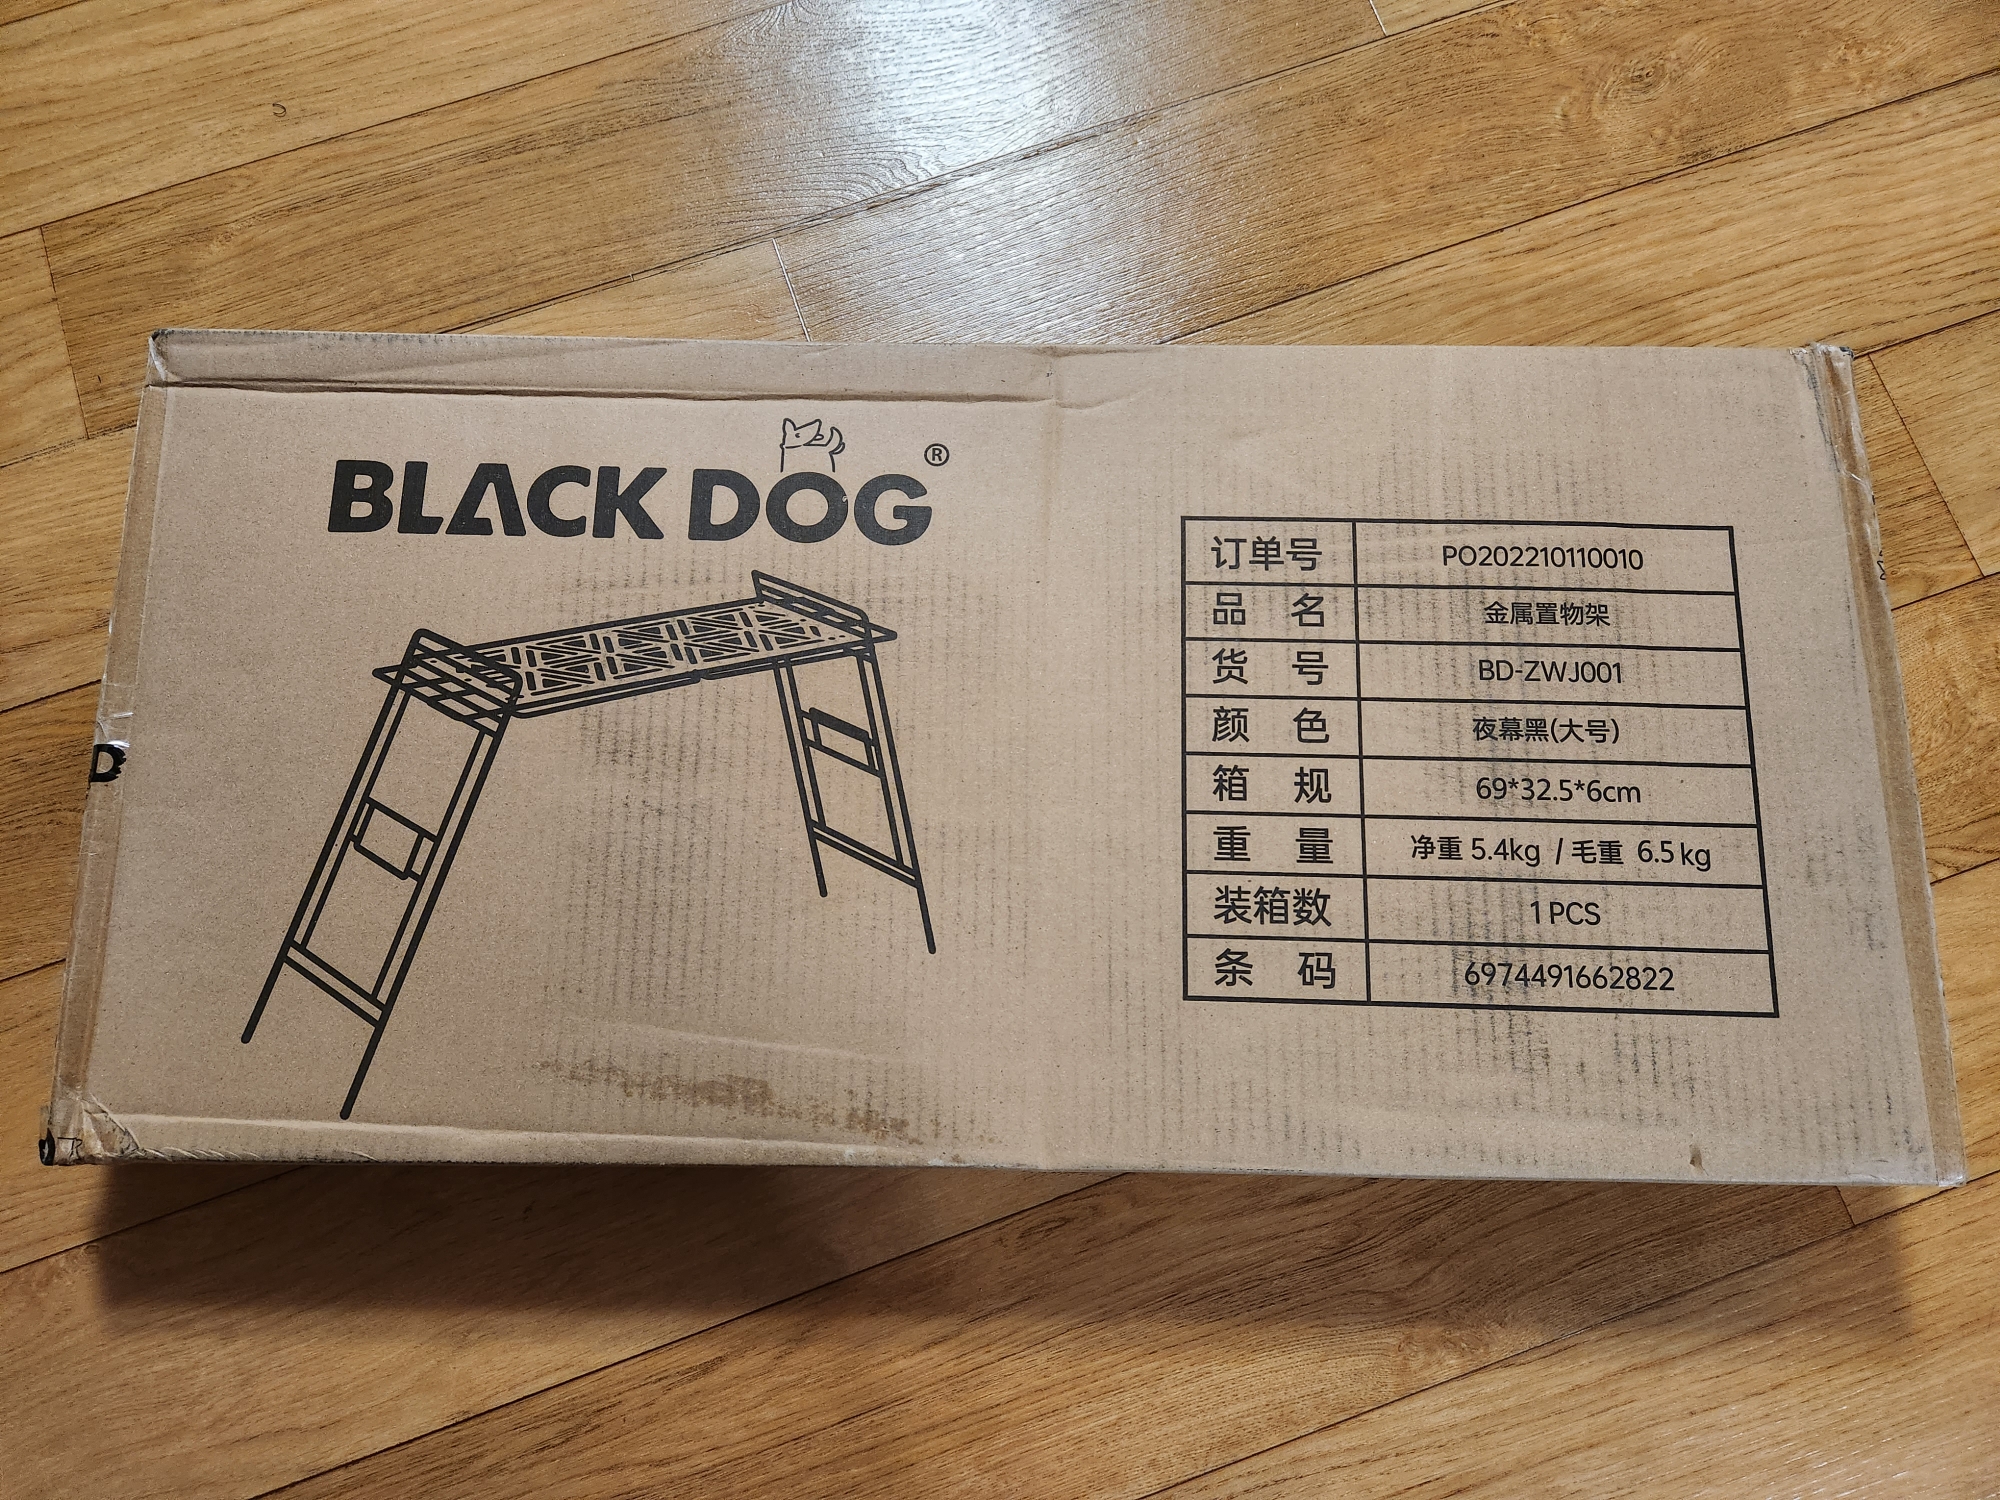 BLACK DOG®
订单号 PO202210110010
品名 金属置物架
货号 BD-ZWJ001
颜色 夜幕黑(大号)
箱规 69*32.5*6cm
重量 净重 5.4kg / 毛重 6.5kg
装箱数 1 PCS
条码 6974491662822